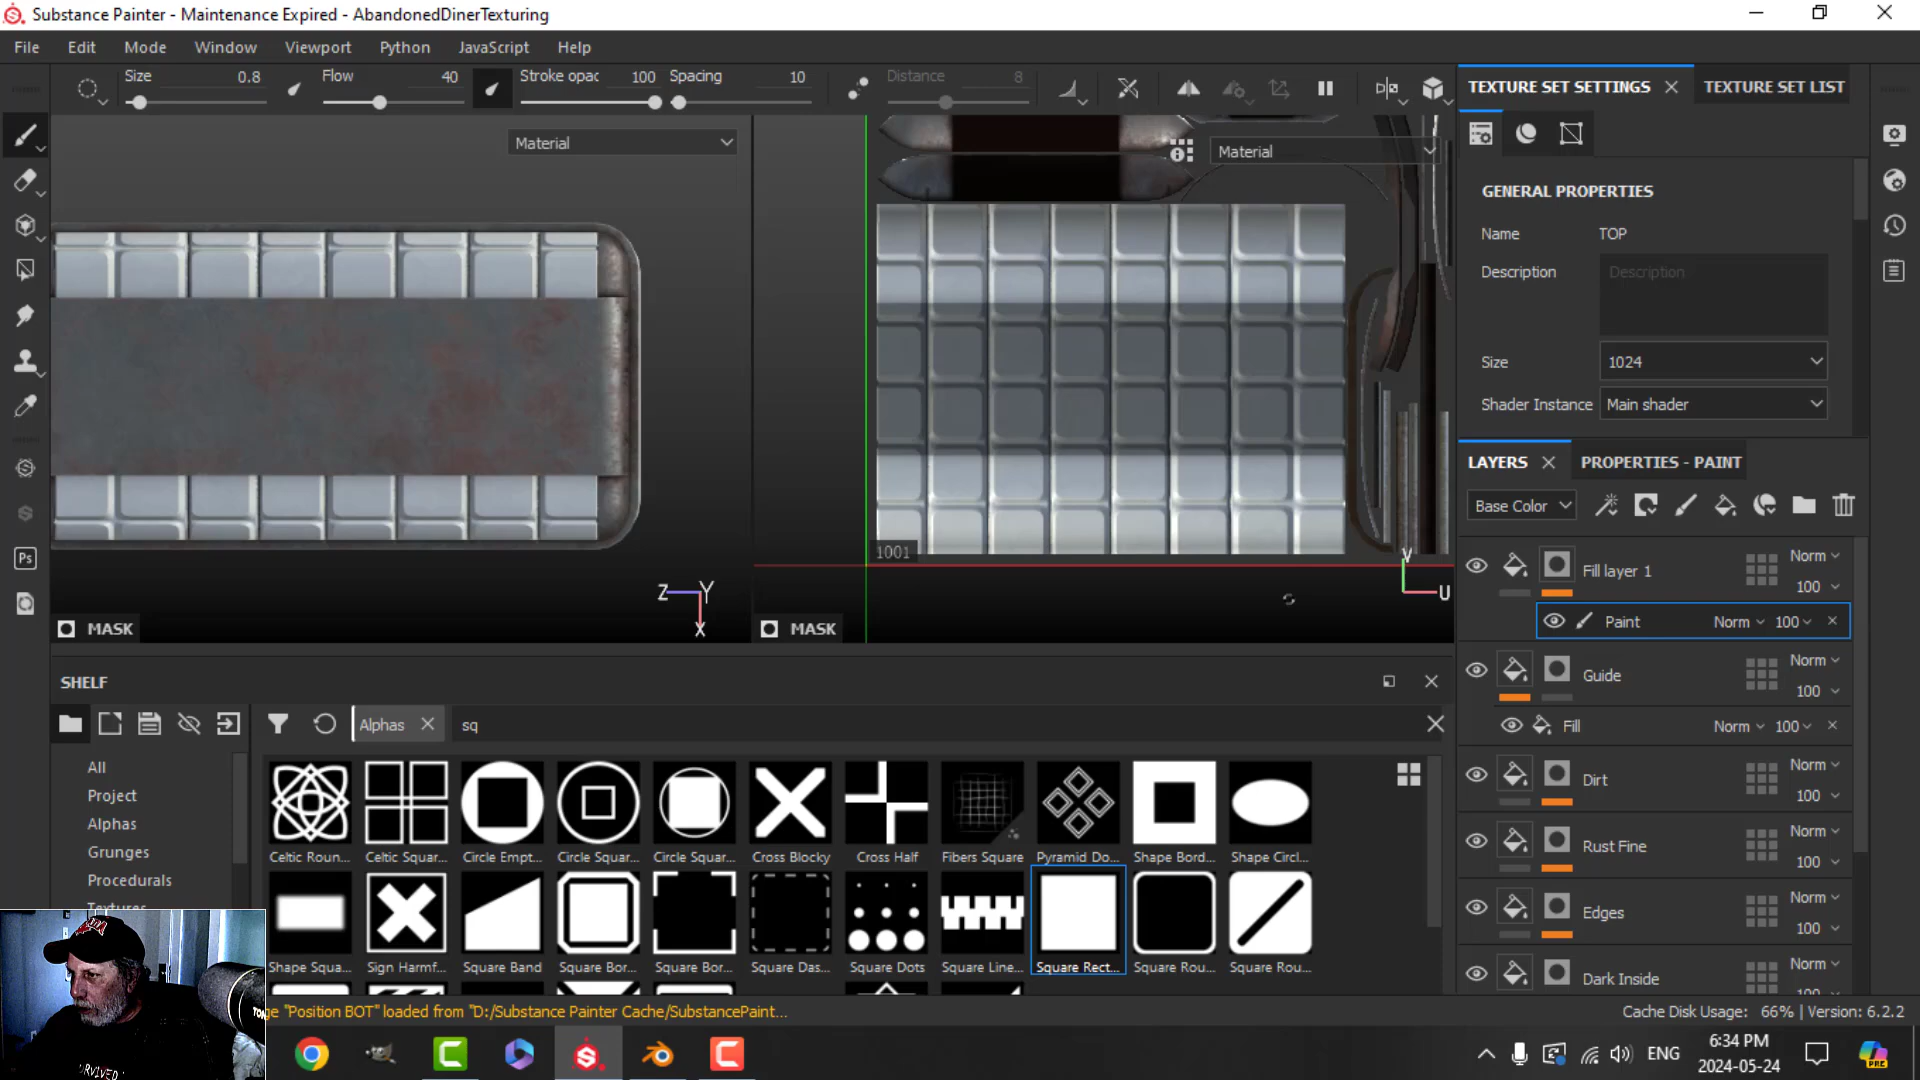 Substance Painter - Maintenance Expired - AbandonedDinerTexturing
File Edit Mode Window Viewport Python JavaScript Help
Size 0.8 Flow 40 Stroke opac 100 Spacing 10 Distance 8
TEXTURE SET SETTINGS TEXTURE SET LIST
Material
Material
GENERAL PROPERTIES
Name TOP
Description Description
Size 1024
Shader Instance Main shader
LAYERS PROPERTIES - PAINT
Base Color
Fill layer 1 Norm 100
Paint Norm 100
Guide Norm 100
Fill Norm 100
Dirt Norm 100
Rust Fine Norm 100
Edges Norm 100
Dark Inside Norm 100
1001
Z Y X
V U
MASK
MASK
SHELF
Alphas sq
All
Project
Alphas
Grunges
Procedurals
Textures
Celtic Roun... Celtic Squar... Circle Empt... Circle Squar... Circle Squar... Cross Blocky Cross Half Fibers Square Pyramid Do... Shape Bord... Shape Circl...
Shape Squa... Sign Harmf... Square Band Square Bor... Square Bor... Square Das... Square Dots Square Line... Square Rect... Square Rou... Square Rou...
ge "Position BOT" loaded from "D:/Substance Painter Cache/SubstancePaint...
Cache Disk Usage: 66% | Version: 6.2.2
ENG
6:34 PM
2024-05-24